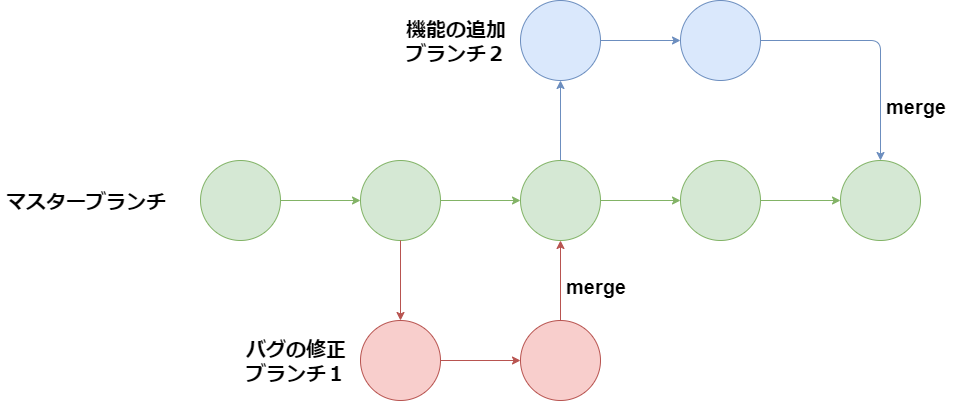 機能の追加
ブランチ２
merge
マスターブランチ
merge
バグの修正
ブランチ１